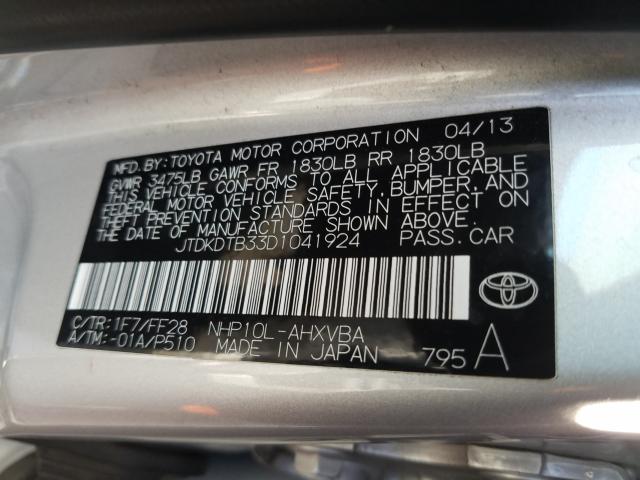 MFD. BY: TOYOTA MOTOR CORPORATION 04/13
GVWR 3475LB GAWR FR 1830LB RR 1830LB
THIS VEHICLE CONFORMS TO ALL APPLICABLE
FEDERAL MOTOR VEHICLE SAFETY, BUMPER, AND
THEFT PREVENTION STANDARDS IN EFFECT ON
THE DATE OF MANUFACTURE SHOWN ABOVE.
JTDKDTB33D1041924 PASS. CAR
C/TR: 1F7/FF28 NHP10L-AHXVBA
A/TM: -01A/P510 MADE IN JAPAN 795 A